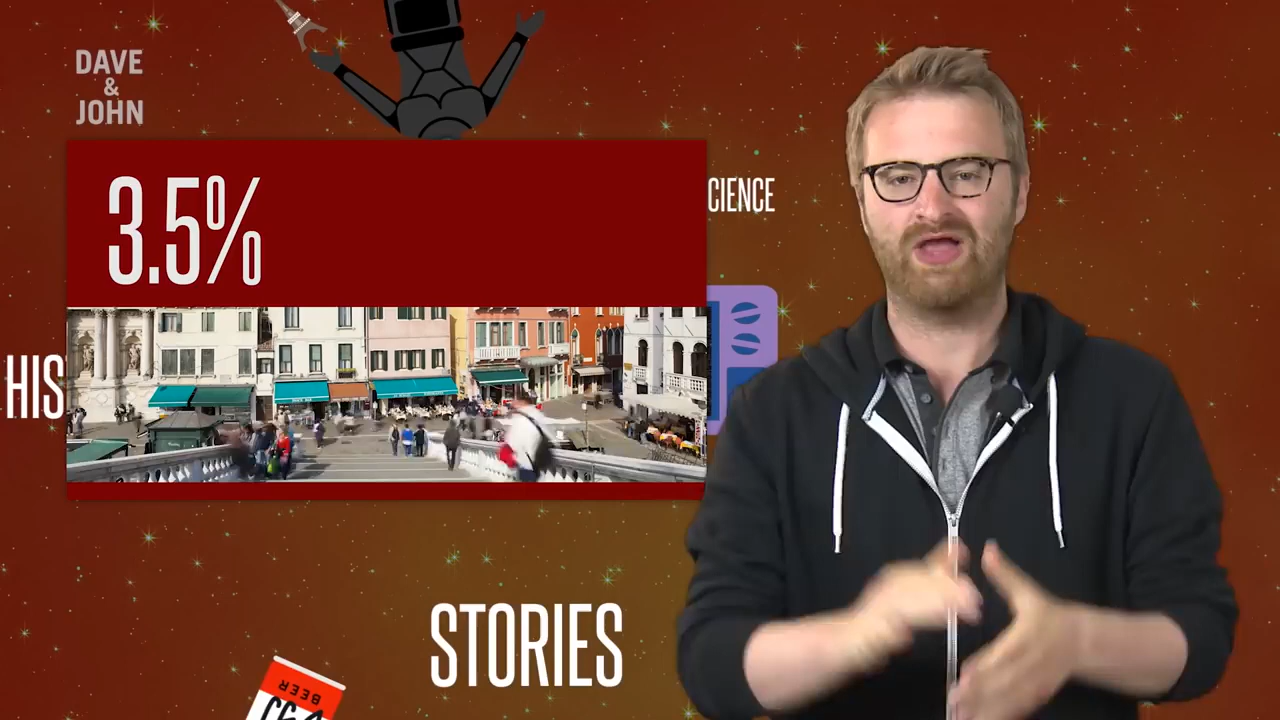 DAVE
&
JOHN
3.5%
CIENCE
HIS
STORIES
BEER